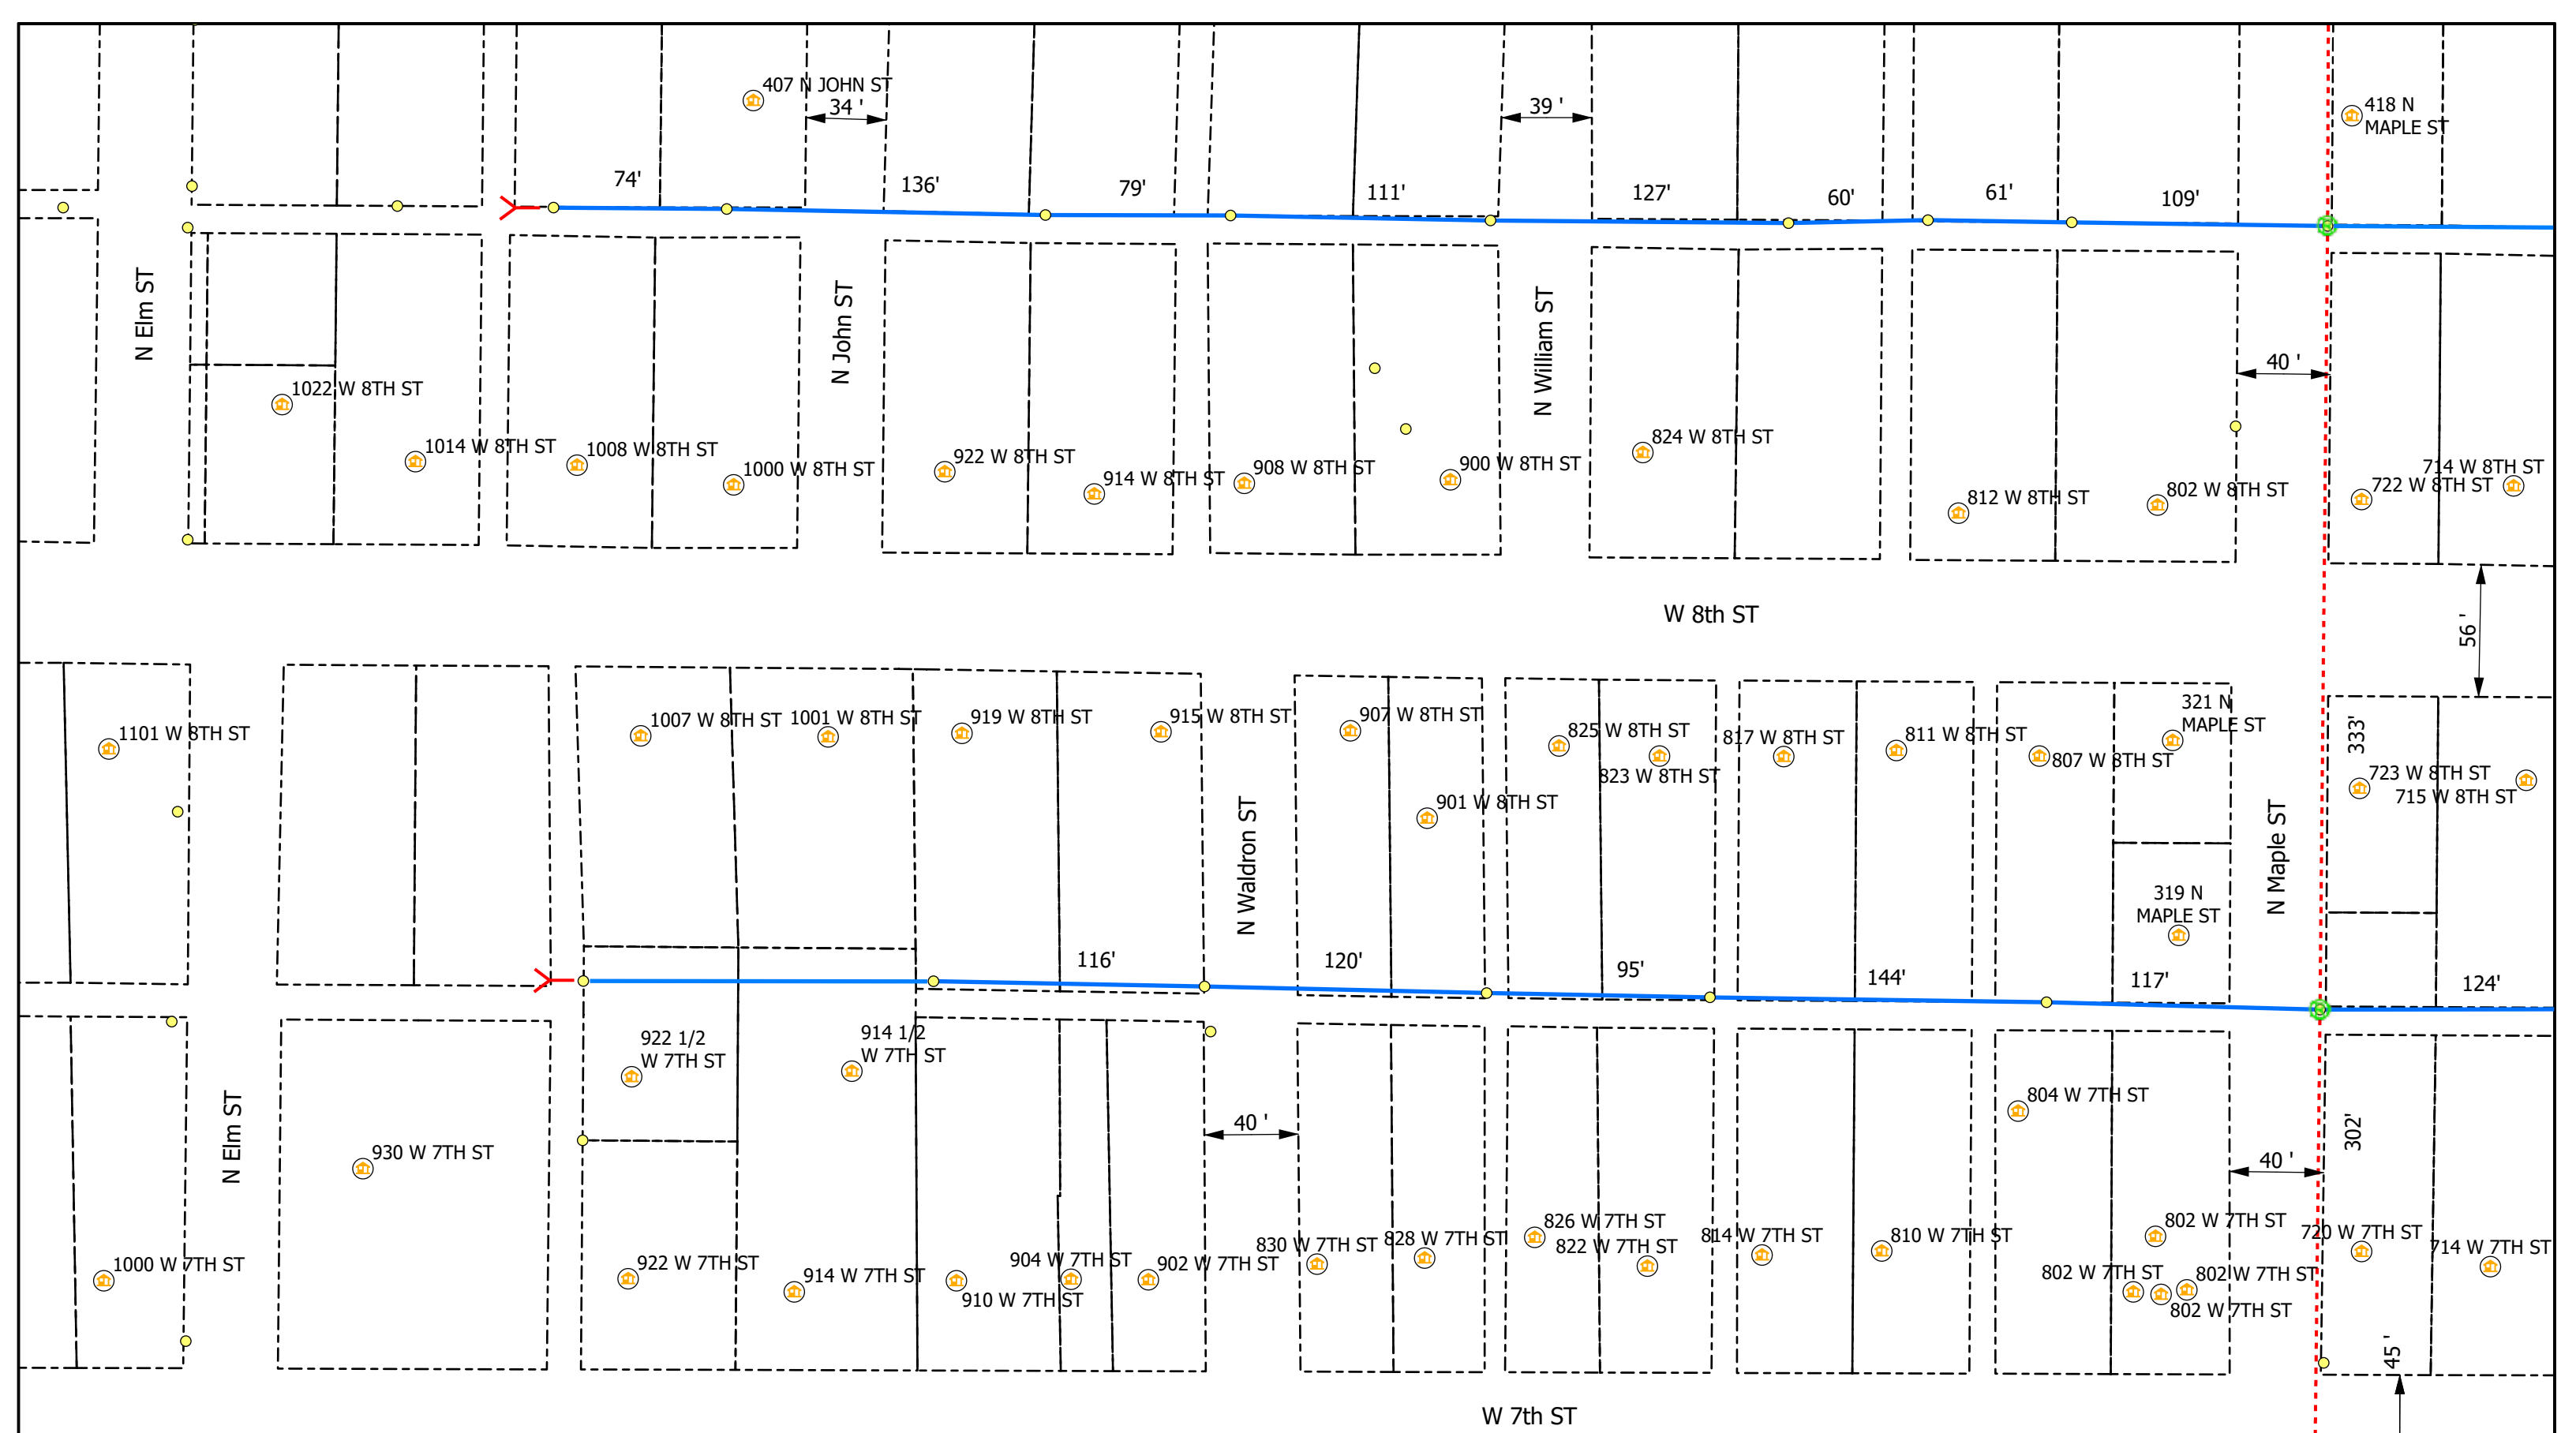 407 N JOHN ST
34 '
39 '
418 N
MAPLE ST
74'
136'
79'
111'
127'
60'
61'
109'
N Elm ST
N John ST
N William ST
40 '
1022 W 8TH ST
1014 W 8TH ST
1008 W 8TH ST
1000 W 8TH ST
922 W 8TH ST
914 W 8TH ST
908 W 8TH ST
900 W 8TH ST
824 W 8TH ST
812 W 8TH ST
802 W 8TH ST
714 W 8TH ST
722 W 8TH ST
W 8th ST
56 '
1101 W 8TH ST
1007 W 8TH ST
1001 W 8TH ST
919 W 8TH ST
915 W 8TH ST
907 W 8TH ST
901 W 8TH ST
825 W 8TH ST
823 W 8TH ST
817 W 8TH ST
811 W 8TH ST
807 W 8TH ST
321 N
MAPLE ST
333'
723 W 8TH ST
715 W 8TH ST
N Waldron ST
N Maple ST
319 N
MAPLE ST
116'
120'
95'
144'
117'
124'
922 1/2
W 7TH ST
914 1/2
W 7TH ST
N Elm ST
930 W 7TH ST
40 '
804 W 7TH ST
302'
40 '
1000 W 7TH ST
922 W 7TH ST
914 W 7TH ST
910 W 7TH ST
904 W 7TH ST
902 W 7TH ST
830 W 7TH ST
828 W 7TH ST
826 W 7TH ST
822 W 7TH ST
814 W 7TH ST
810 W 7TH ST
802 W 7TH ST
802 W 7TH ST
802 W 7TH ST
802 W 7TH ST
720 W 7TH ST
714 W 7TH ST
45 '
W 7th ST